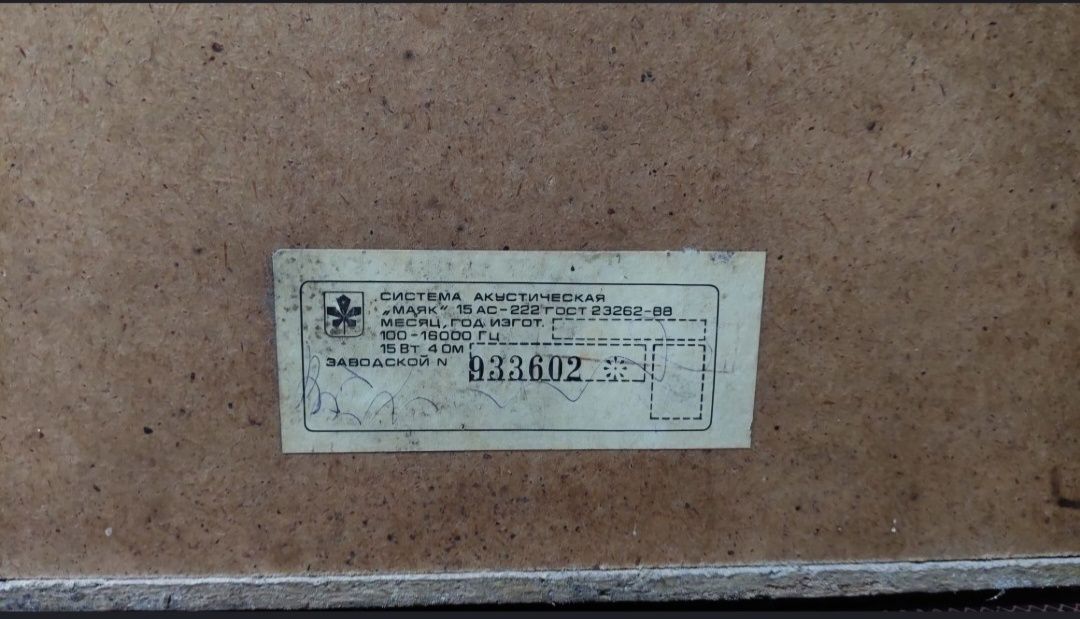 СИСТЕМА АКУСТИЧЕСКАЯ
„МАЯК“ 15 АС-222 ГОСТ 23262-88
МЕСЯЦ, ГОД ИЗГОТ.
100-16000 ГЦ
15 ВТ 4 ОМ
ЗАВОДСКОЙ N 933602